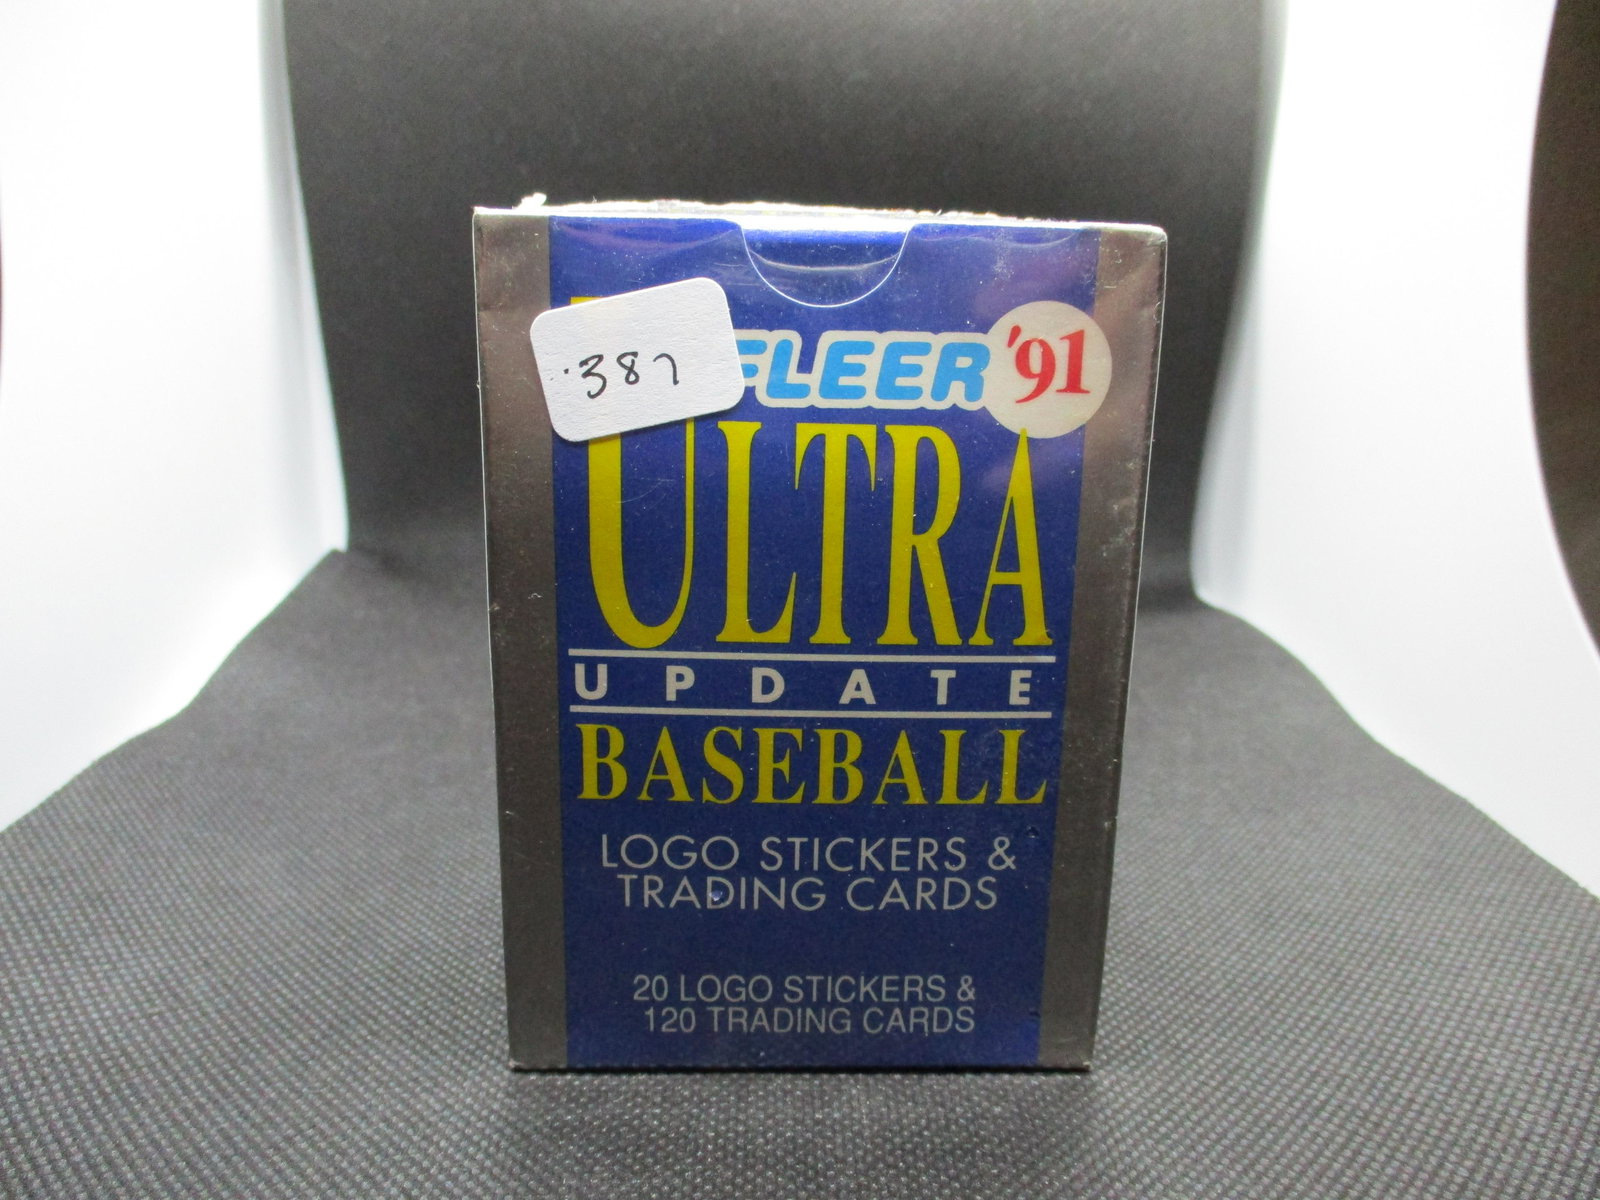 387
FLEER '91
ULTRA
UPDATE
BASEBALL
LOGO STICKERS &
TRADING CARDS
20 LOGO STICKERS &
120 TRADING CARDS